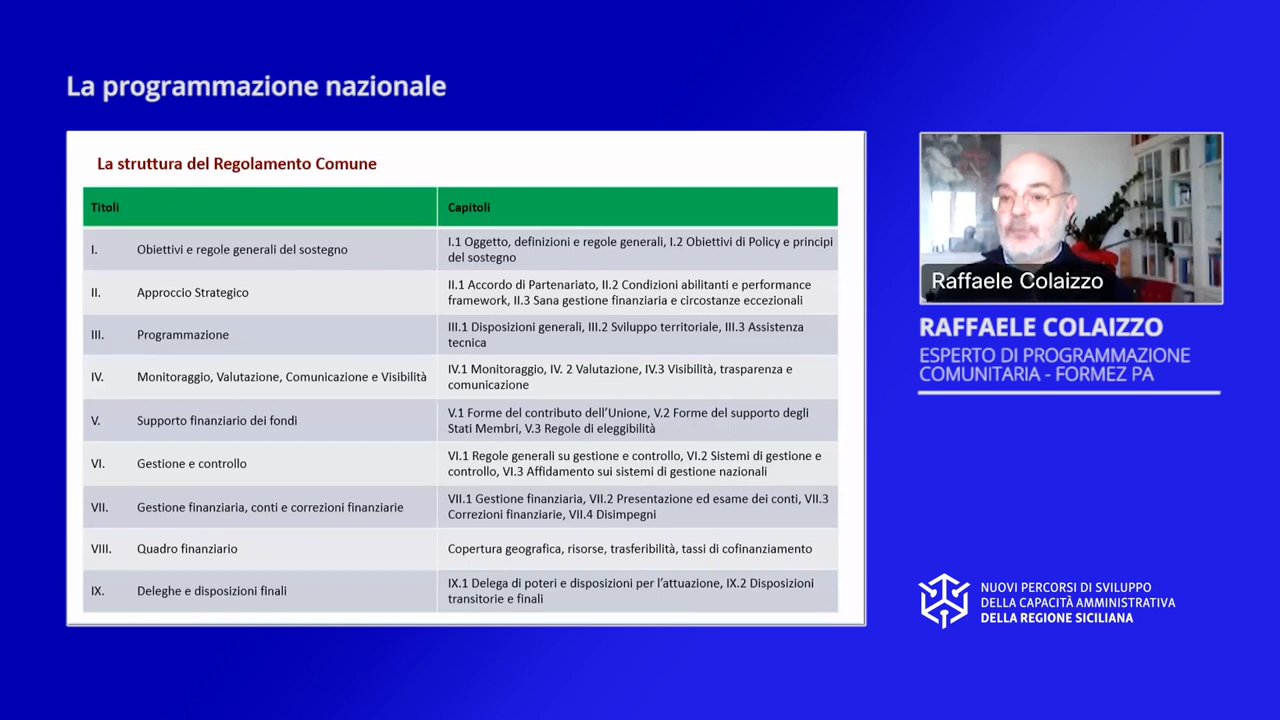 La programmazione nazionale
La struttura del Regolamento Comune
Titoli
Capitoli
I. Obiettivi e regole generali del sostegno
I.1 Oggetto, definizioni e regole generali, I.2 Obiettivi di Policy e principi
del sostegno
II. Approccio Strategico
II.1 Accordo di Partenariato, II.2 Condizioni abilitanti e performance
framework, II.3 Sana gestione finanziaria e circostanze eccezionali
III. Programmazione
III.1 Disposizioni generali, III.2 Sviluppo territoriale, III.3 Assistenza
tecnica
IV. Monitoraggio, Valutazione, Comunicazione e Visibilità
IV.1 Monitoraggio, IV. 2 Valutazione, IV.3 Visibilità, trasparenza e
comunicazione
V. Supporto finanziario dei fondi
V.1 Forme del contributo dell'Unione, V.2 Forme del supporto degli
Stati Membri, V.3 Regole di eleggibilità
VI. Gestione e controllo
VI.1 Regole generali su gestione e controllo, VI.2 Sistemi di gestione e
controllo, VI.3 Affidamento sui sistemi di gestione nazionali
VII. Gestione finanziaria, conti e correzioni finanziarie
VII.1 Gestione finanziaria, VII.2 Presentazione ed esame dei conti, VII.3
Correzioni finanziarie, VII.4 Disimpegni
VIII. Quadro finanziario
Copertura geografica, risorse, trasferibilità, tassi di cofinanziamento
IX. Deleghe e disposizioni finali
IX.1 Delega di poteri e disposizioni per l'attuazione, IX.2 Disposizioni
transitorie e finali
Raffaele Colaizzo
RAFFAELE COLAIZZO
ESPERTO DI PROGRAMMAZIONE
COMUNITARIA - FORMEZ PA
NUOVI PERCORSI DI SVILUPPO
DELLA CAPACITÀ AMMINISTRATIVA
DELLA REGIONE SICILIANA